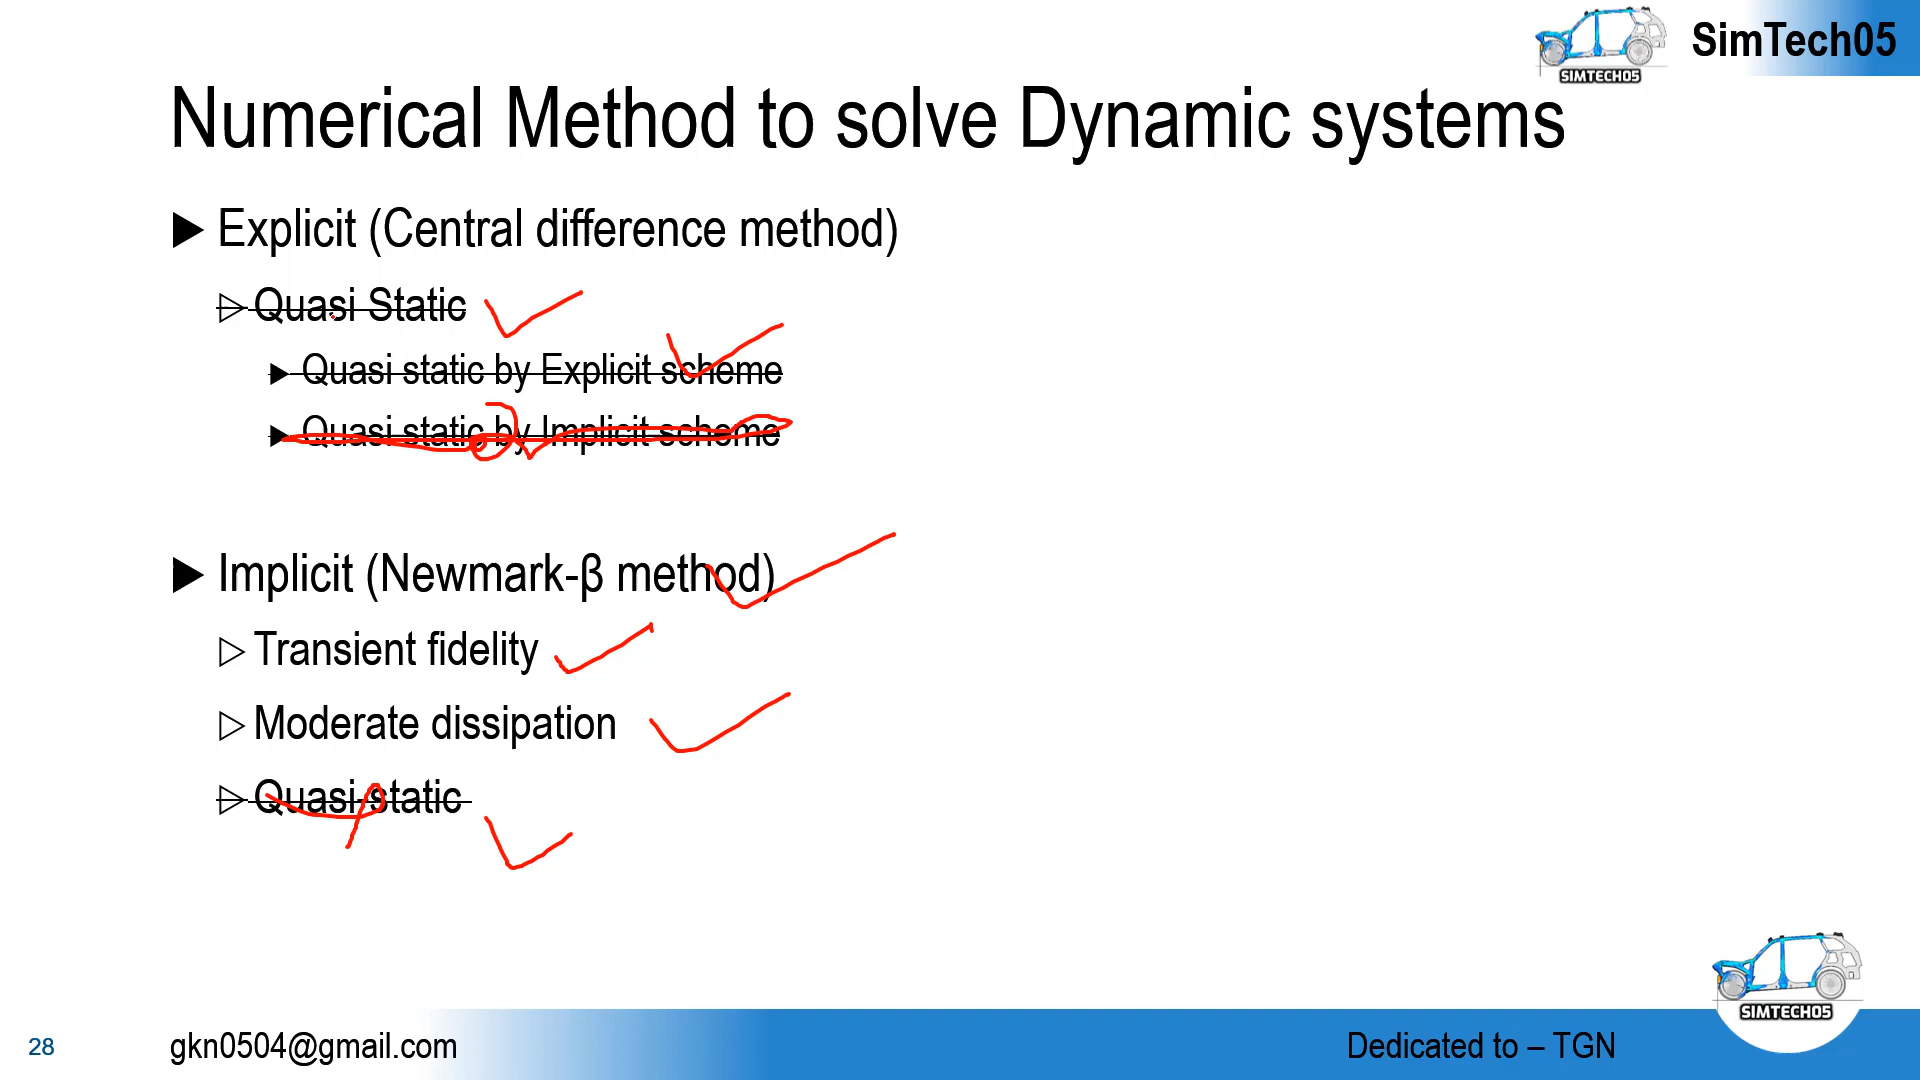 SimTech05
SIMTECH05
Numerical Method to solve Dynamic systems
Explicit (Central difference method)
Quasi Static
Quasi static by Explicit scheme
Quasi static by Implicit scheme
Implicit (Newmark-β method)
Transient fidelity
Moderate dissipation
Quasi-static
SIMTECH05
28
gkn0504@gmail.com
Dedicated to – TGN